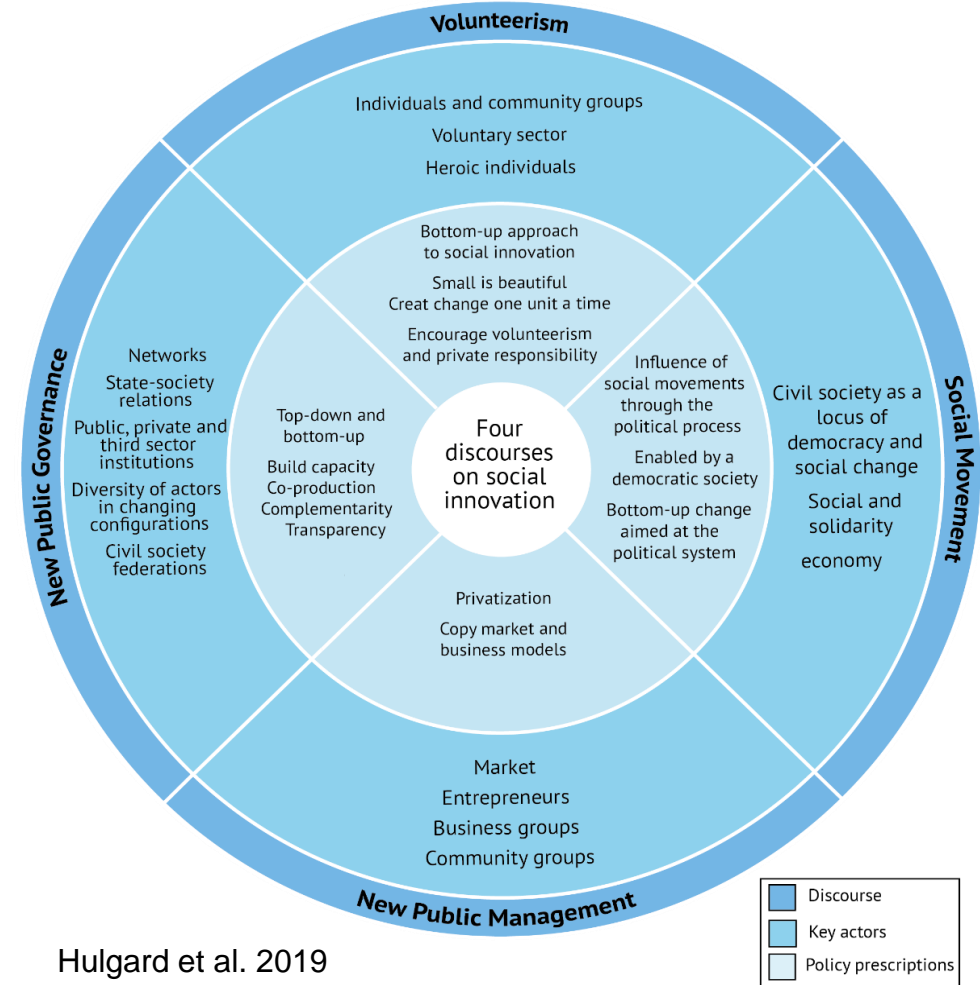 Volunteerism
Individuals and community groups
Voluntary sector
Heroic individuals
Bottom-up approach
to social innovation
Small is beautiful
Creat change one unit a time
Encourage volunteerism
and private responsibility
New Public Governance
Networks
State-society
relations
Public, private and
third sector
institutions
Diversity of actors
in changing
configurations
Civil society
federations
Top-down and
bottom-up
Build capacity
Co-production
Complementarity
Transparency
Four
discourses
on social
innovation
Influence of
social movements
through the
political process
Enabled by a
democratic society
Bottom-up change
aimed at the
political system
Civil society as a
locus of
democracy and
social change
Social and
solidarity
economy
Social Movement
Privatization
Copy market and
business models
Market
Entrepreneurs
Business groups
Community groups
New Public Management
Discourse
Key actors
Policy prescriptions
Hulgard et al. 2019